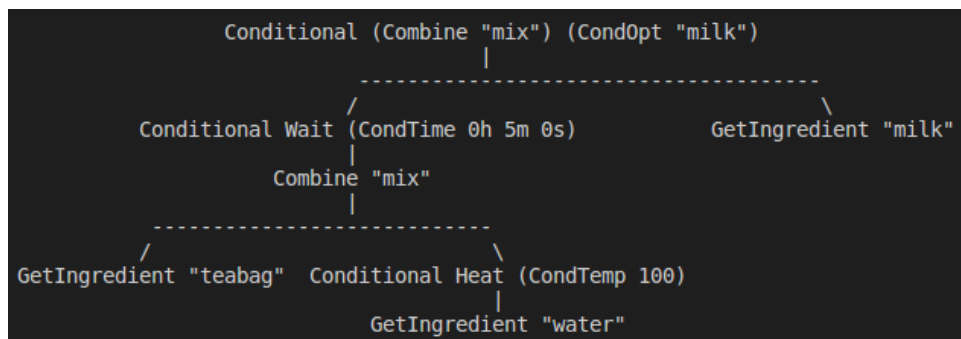 Conditional (Combine "mix") (CondOpt "milk")
|
--------------------------------------
/ \
Conditional Wait (CondTime 0h 5m 0s) GetIngredient "milk"
|
Combine "mix"
|
----------------------------
/ \
GetIngredient "teabag" Conditional Heat (CondTemp 100)
|
GetIngredient "water"